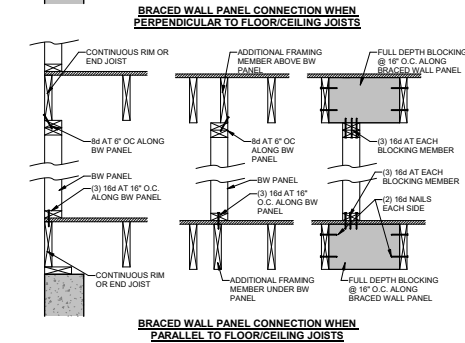 BRACED WALL PANEL CONNECTION WHEN
PERPENDICULAR TO FLOOR/CEILING JOISTS
CONTINUOUS RIM OR
END JOIST
8d AT 6" OC ALONG
BW PANEL
BW PANEL
(3) 16d AT 16" O.C.
ALONG BW PANEL
CONTINUOUS RIM
OR END JOIST
ADDITIONAL FRAMING
MEMBER ABOVE BW
PANEL
8d AT 6" OC
ALONG BW
PANEL
BW PANEL
(3) 16d AT 16"
O.C. ALONG BW
PANEL
ADDITIONAL FRAMING
MEMBER UNDER BW
PANEL
FULL DEPTH BLOCKING
@ 16" O.C. ALONG
BRACED WALL PANEL
(3) 16d AT EACH
BLOCKING MEMBER
(3) 16d AT EACH
BLOCKING MEMBER
(2) 16d NAILS
EACH SIDE
FULL DEPTH BLOCKING
@ 16" O.C. ALONG
BRACED WALL PANEL
BRACED WALL PANEL CONNECTION WHEN
PARALLEL TO FLOOR/CEILING JOISTS